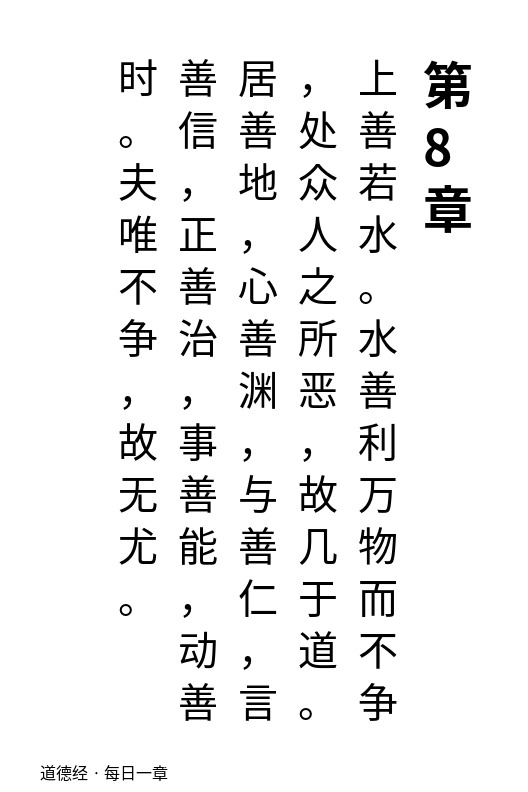 第8章
上善若水。水善利万物而不争
，处众人之所恶，故几于道。
居善地，心善渊，与善仁，言
善信，正善治，事善能，动善
时。夫唯不争，故无尤。
道德经 · 每日一章